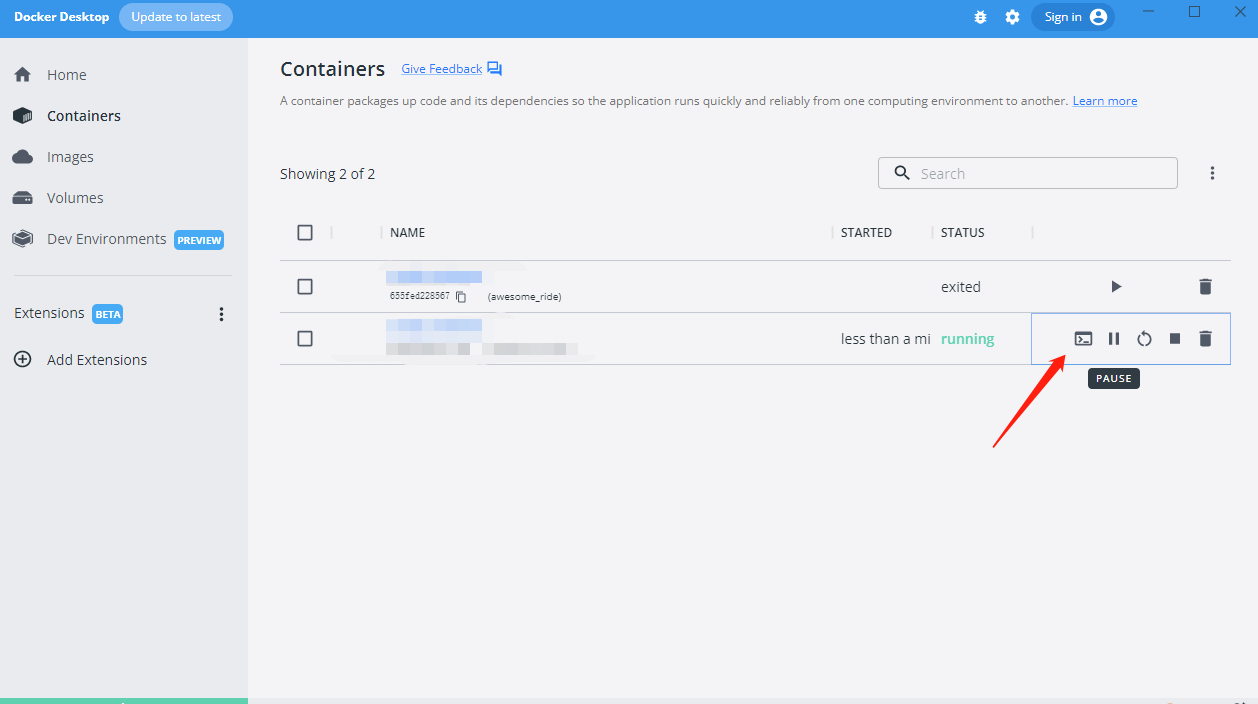 Docker Desktop Update to latest Sign in
Home
Containers
Images
Volumes
Dev Environments PREVIEW
Extensions BETA
Add Extensions
Containers Give Feedback
A container packages up code and its dependencies so the application runs quickly and reliably from one computing environment to another. Learn more
Showing 2 of 2
Search
NAME STARTED STATUS
655fed228567 (awesome_ride) exited
less than a mi running
PAUSE